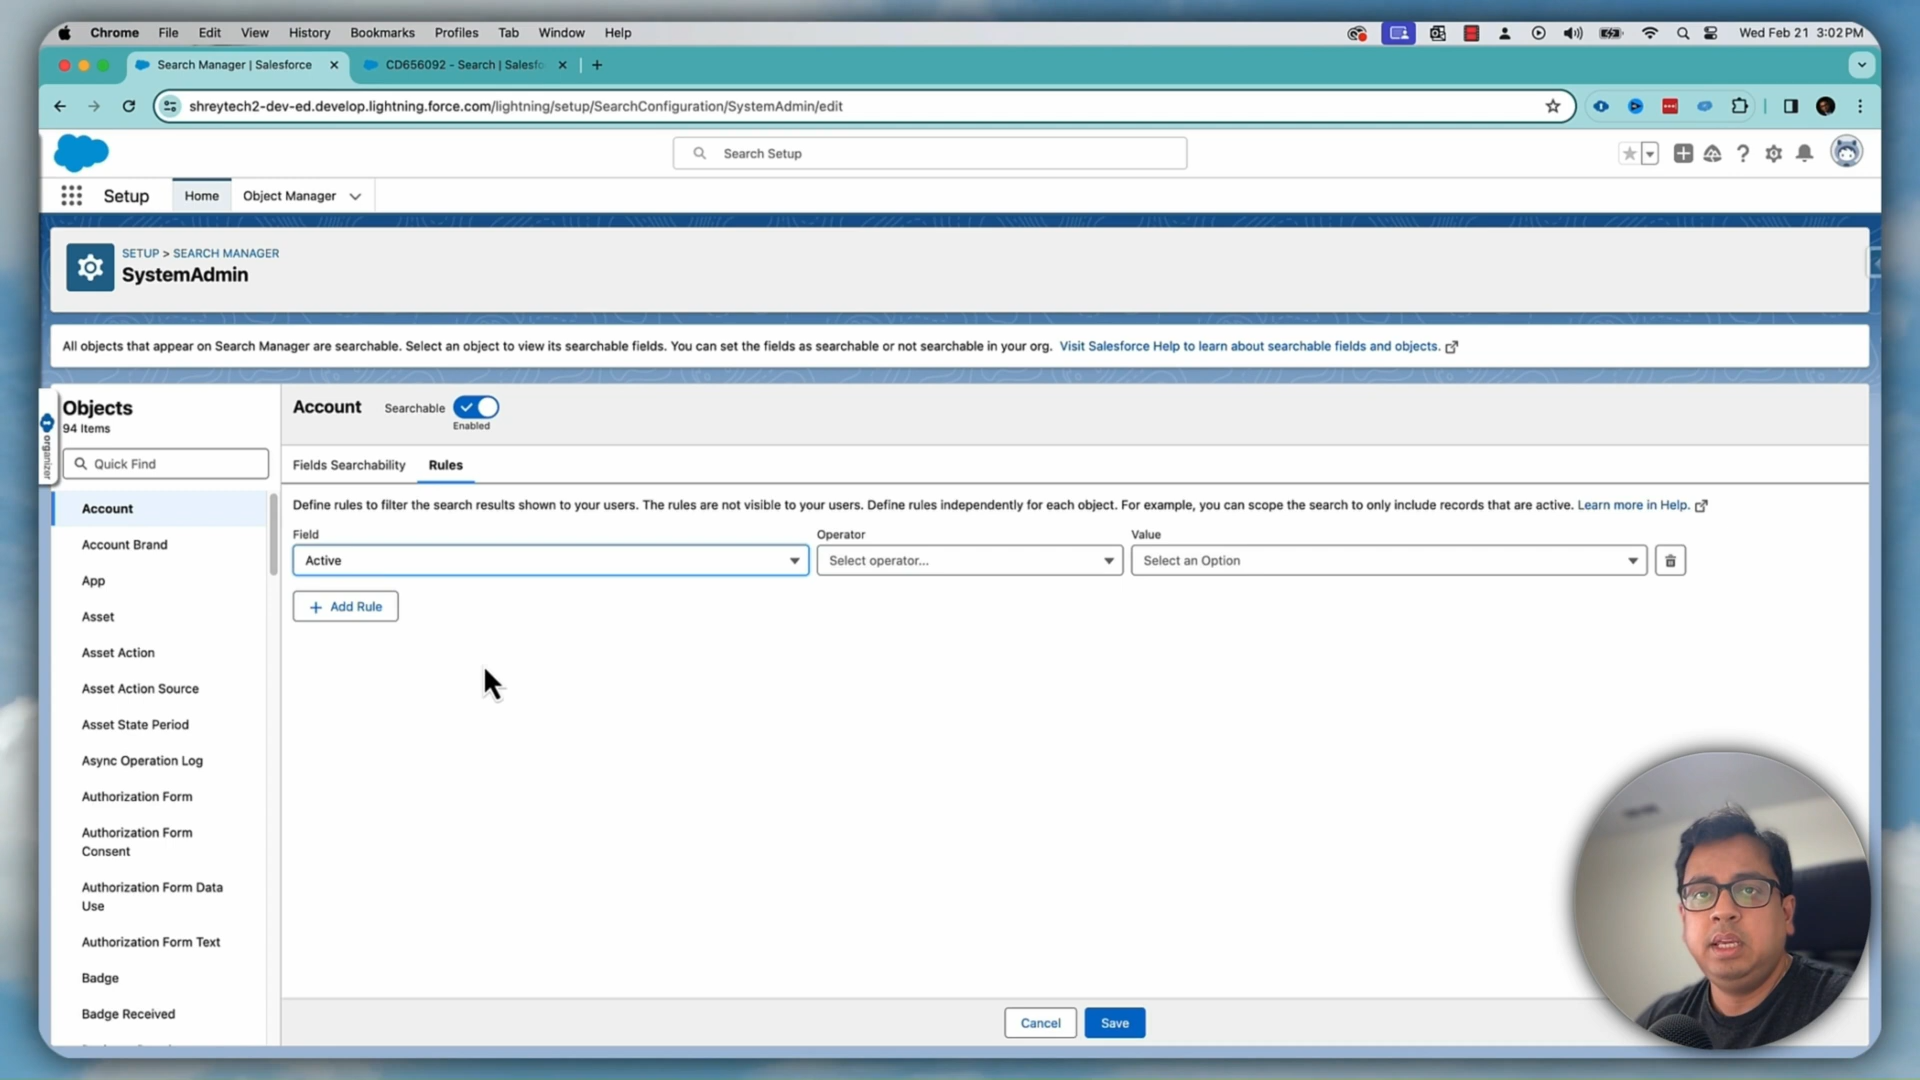 Chrome File Edit View History Bookmarks Profiles Tab Window Help
Wed Feb 21 3:02 PM
Search Manager | Salesforce
CD656092 - Search | Salesfo
shreytech2-dev-ed.develop.lightning.force.com/lightning/setup/SearchConfiguration/SystemAdmin/edit
Search Setup
Setup
Home
Object Manager
SETUP > SEARCH MANAGER
SystemAdmin
All objects that appear on Search Manager are searchable. Select an object to view its searchable fields. You can set the fields as searchable or not searchable in your org. Visit Salesforce Help to learn about searchable fields and objects.
organizer
Objects
94 Items
Quick Find
Account
Account Brand
App
Asset
Asset Action
Asset Action Source
Asset State Period
Async Operation Log
Authorization Form
Authorization Form
Consent
Authorization Form Data
Use
Authorization Form Text
Badge
Badge Received
Account
Searchable
Enabled
Fields Searchability
Rules
Define rules to filter the search results shown to your users. The rules are not visible to your users. Define rules independently for each object. For example, you can scope the search to only include records that are active. Learn more in Help.
Field
Operator
Value
Active
Select operator...
Select an Option
+ Add Rule
Cancel
Save